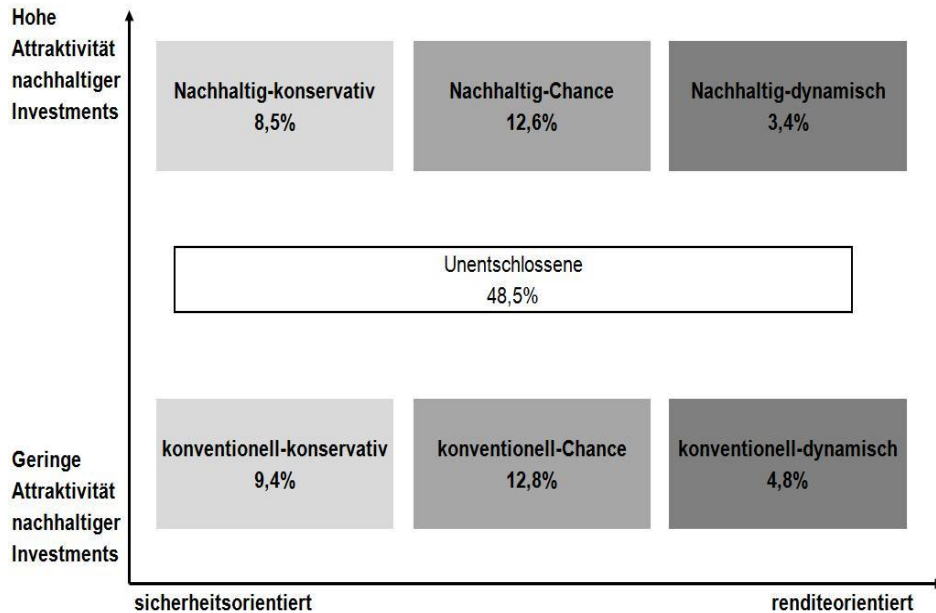 Hohe
Attraktivität
nachhaltiger
Investments
Nachhaltig-konservativ
8,5%
Nachhaltig-Chance
12,6%
Nachhaltig-dynamisch
3,4%
Unentschlossene
48,5%
Geringe
Attraktivität
nachhaltiger
Investments
konventionell-konservativ
9,4%
konventionell-Chance
12,8%
konventionell-dynamisch
4,8%
sicherheitsorientiert
renditeorientiert